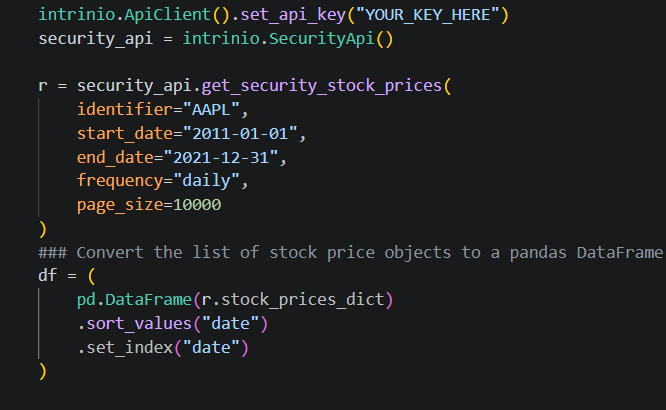 intrinio.ApiClient().set_api_key("YOUR_KEY_HERE")
security_api = intrinio.SecurityApi()
r = security_api.get_security_stock_prices(
identifier="AAPL",
start_date="2011-01-01",
end_date="2021-12-31",
frequency="daily",
page_size=10000
)
### Convert the list of stock price objects to a pandas DataFrame
df = (
pd.DataFrame(r.stock_prices_dict)
.sort_values("date")
.set_index("date")
)